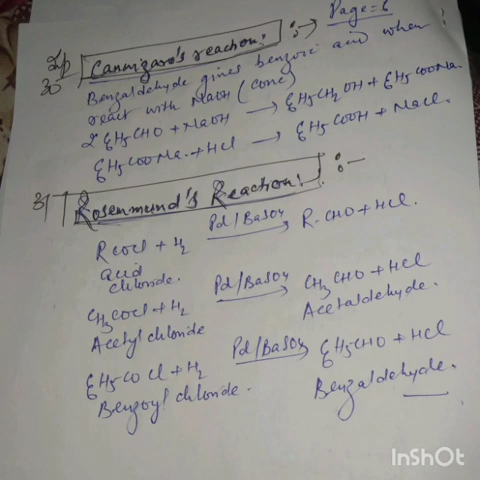 Page=6
Imp
30 Cannizaro's reaction: :→
Benzaldehyde gives benzoic acid when
react with NaOH (conc) !
2C6H5CHO + NaOH → C6H5CH2OH + C6H5COONa.
C6H5COONa + HCl → C6H5COOH + NaCl.
31 Rosenmund's Reaction: :-
RCOCl + H2 Pd/BaSO4 → R-CHO + HCl.
acid
chloride.
CH3COCl + H2 Pd/BaSO4 → CH3CHO + HCl
Acetyl chloride Acetaldehyde.
C6H5COCl + H2 Pd/BaSO4 → C6H5CHO + HCl
Benzoyl chloride. Benzaldehyde.
InShOt